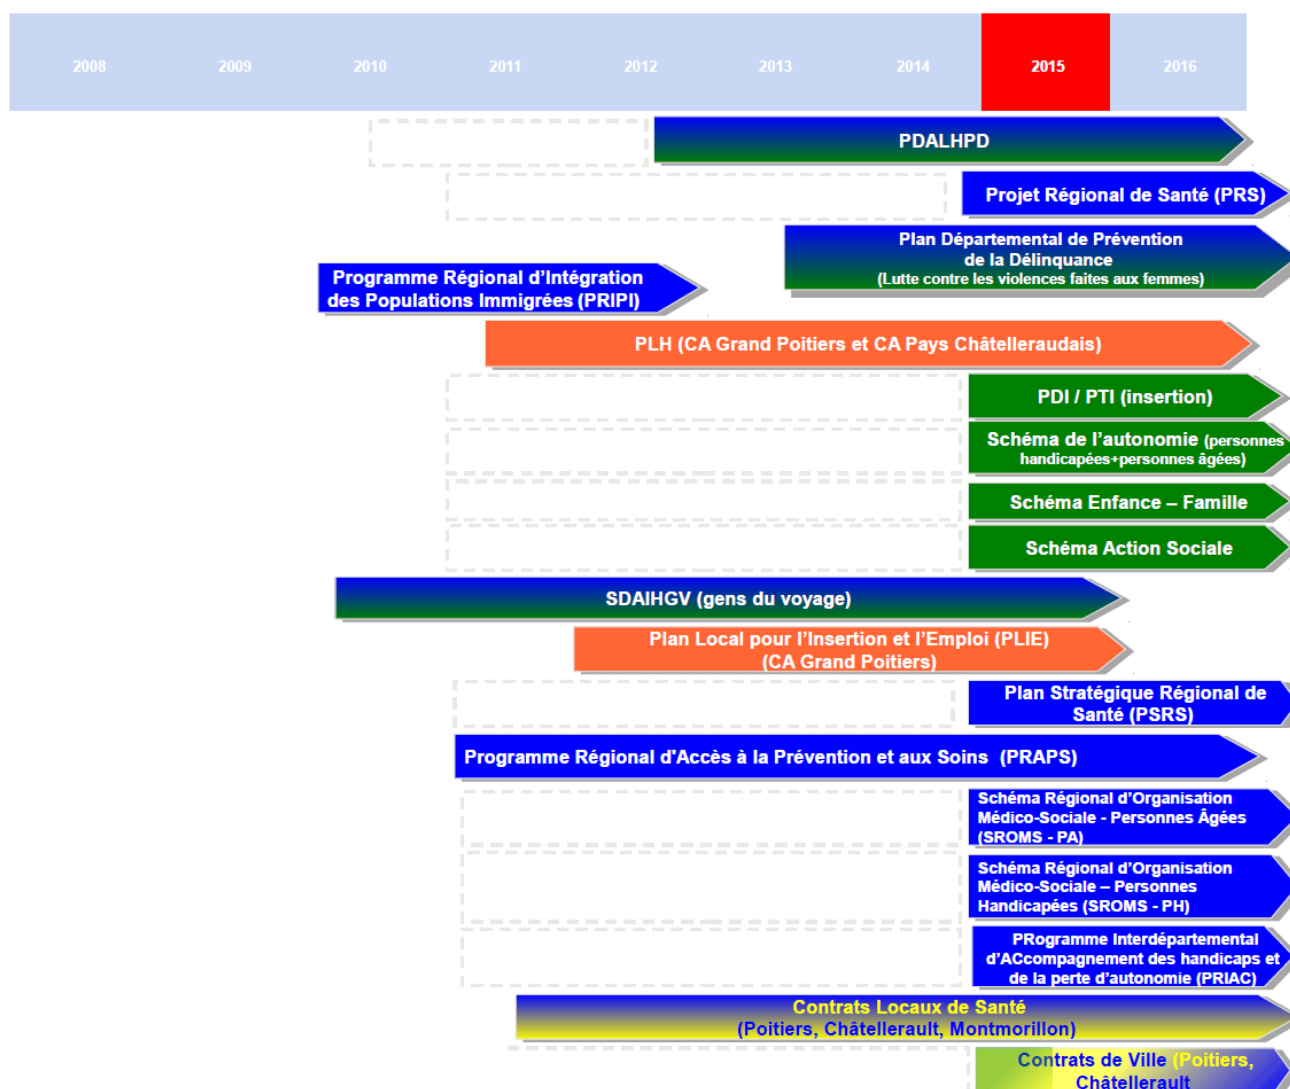 2008 2009 2010 2011 2012 2013 2014 2015 2016
PDALHPD
Projet Régional de Santé (PRS)
Plan Départemental de Prévention
de la Délinquance
(Lutte contre les violences faites aux femmes)
Programme Régional d'Intégration
des Populations Immigrées (PRIPI)
PLH (CA Grand Poitiers et CA Pays Châtelleraudais)
PDI / PTI (insertion)
Schéma de l'autonomie (personnes
handicapées+personnes âgées)
Schéma Enfance – Famille
Schéma Action Sociale
SDAIHGV (gens du voyage)
Plan Local pour l'Insertion et l'Emploi (PLIE)
(CA Grand Poitiers)
Plan Stratégique Régional de
Santé (PSRS)
Programme Régional d'Accès à la Prévention et aux Soins (PRAPS)
Schéma Régional d'Organisation
Médico-Sociale - Personnes Âgées
(SROMS - PA)
Schéma Régional d'Organisation
Médico-Sociale – Personnes
Handicapées (SROMS - PH)
PRogramme Interdépartemental
d'ACcompagnement des handicaps et
de la perte d'autonomie (PRIAC)
Contrats Locaux de Santé
(Poitiers, Châtellerault, Montmorillon)
Contrats de Ville (Poitiers,
Châtellerault